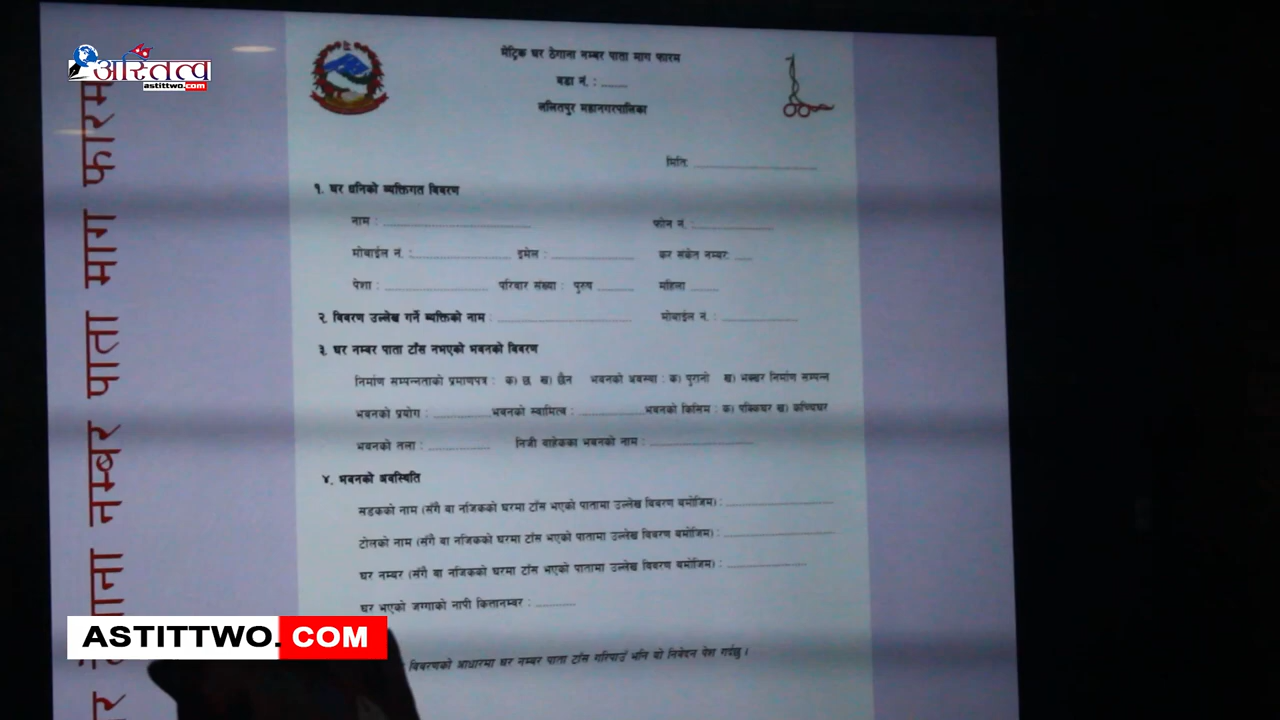 अस्तित्व
astittwo.com
नम्बर पाता माग फारम
मेट्रिक घर ठेगाना नम्बर पाता माग फारम
वडा नं. : ........
ललितपुर महानगरपालिका
मिति: ........
१. घर धनिको व्यक्तिगत विवरण
नाम : ........ फोन नं. : ........
मोबाईल नं. : ........ इमेल : ........ कर संकेत नम्बर: ........
पेशा : ........ परिवार संख्या : पुरुष ........ महिला ........
२. विवरण उल्लेख गर्ने व्यक्तिको नाम : ........ मोबाईल नं. : ........
३. घर नम्बर पाता टाँस नभएको भवनको विवरण
निर्माण सम्पन्नताको प्रमाणपत्र : क) छ ख) छैन भवनको अवस्था : क) पुरानो ख) भर्खर निर्माण सम्पन्न
भवनको प्रयोग : ........ भवनको स्वामित्व : ........ भवनको किसिम : क) पक्किघर ख) कच्चिघर
भवनको तला : ........ निजी बाहेकका भवनको नाम : ........
४. भवनको अवस्थिति
सडकको नाम (सँगै वा नजिकको घरमा टाँस भएको पातामा उल्लेख विवरण बमोजिम) : ........
टोलको नाम (सँगै वा नजिकको घरमा टाँस भएको पातामा उल्लेख विवरण बमोजिम) : ........
घर नम्बर (सँगै वा नजिकको घरमा टाँस भएको पातामा उल्लेख विवरण बमोजिम) : ........
घर भएको जग्गाको नापी कित्तानम्बर : ........
विवरणको आधारमा घर नम्बर पाता टाँस गरिपाउँ भनि यो निवेदन पेश गर्दछु ।
ASTITTWO.COM